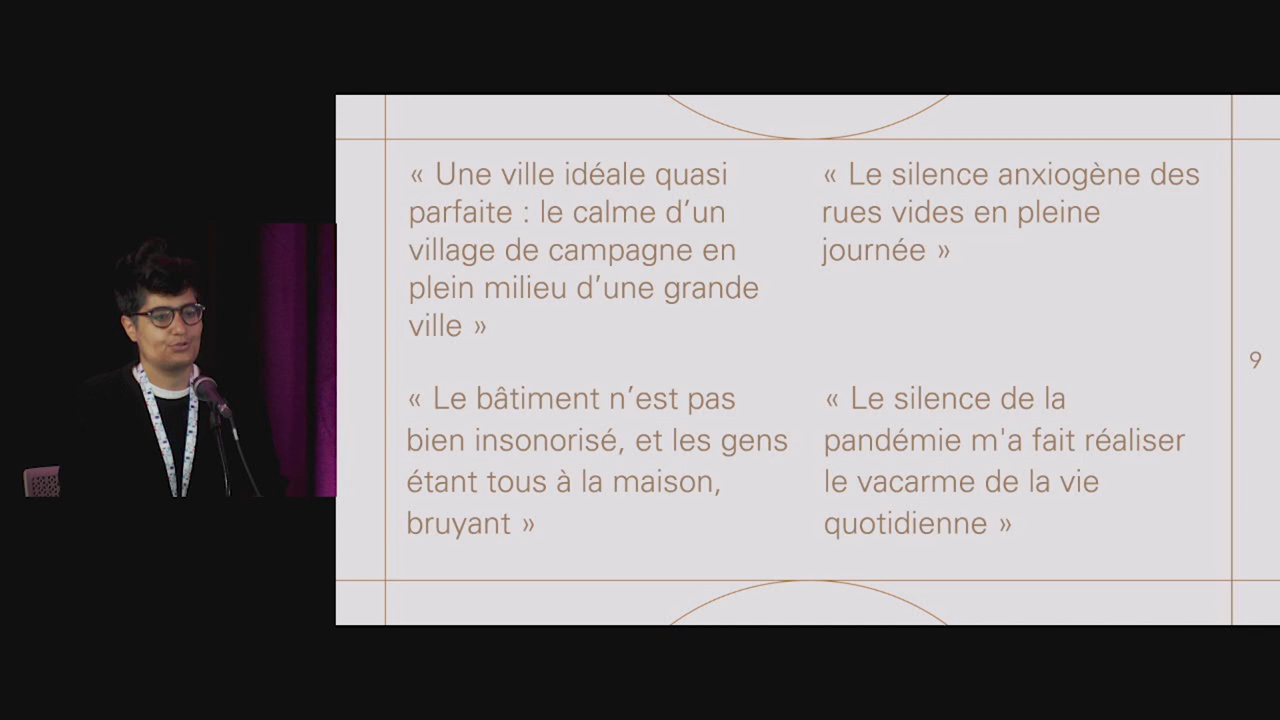 « Une ville idéale quasi
parfaite : le calme d’un
village de campagne en
plein milieu d’une grande
ville »
« Le silence anxiogène des
rues vides en pleine
journée »
« Le bâtiment n’est pas
bien insonorisé, et les gens
étant tous à la maison,
bruyant »
« Le silence de la
pandémie m'a fait réaliser
le vacarme de la vie
quotidienne »
9